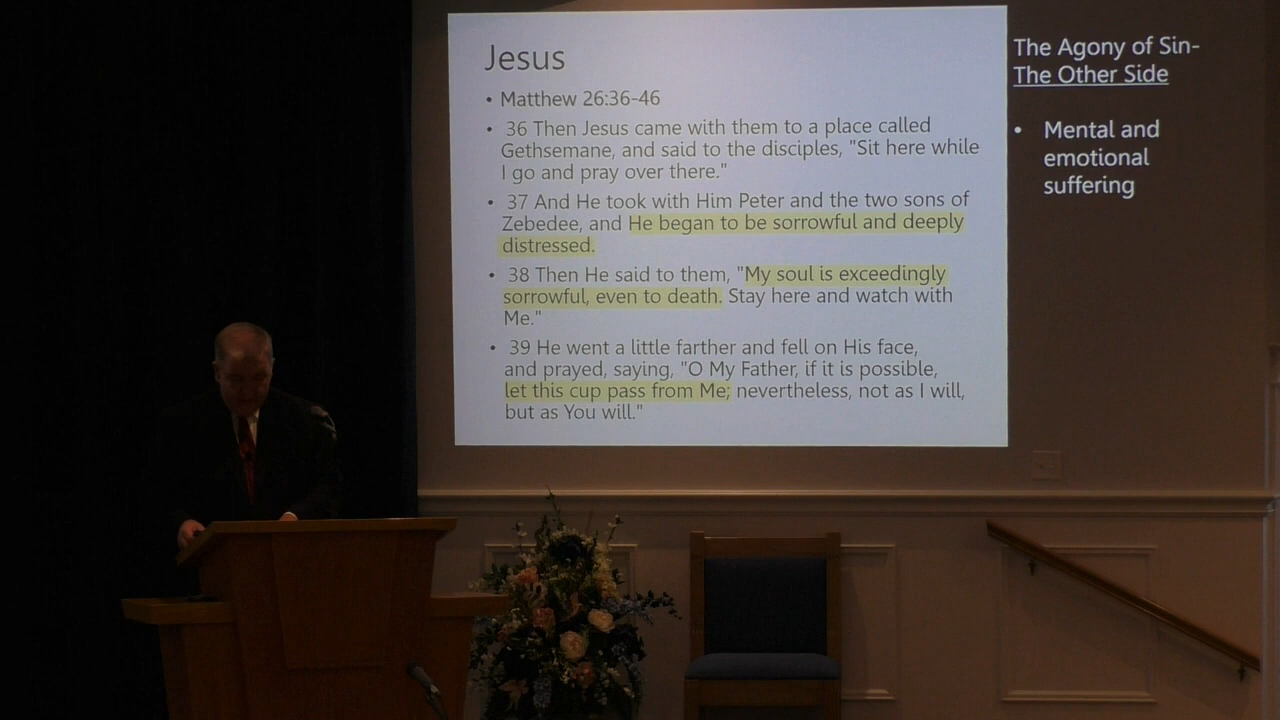 Jesus
• Matthew 26:36-46
• 36 Then Jesus came with them to a place called
Gethsemane, and said to the disciples, "Sit here while
I go and pray over there."
• 37 And He took with Him Peter and the two sons of
Zebedee, and He began to be sorrowful and deeply
distressed.
• 38 Then He said to them, "My soul is exceedingly
sorrowful, even to death. Stay here and watch with
Me."
• 39 He went a little farther and fell on His face,
and prayed, saying, "O My Father, if it is possible,
let this cup pass from Me; nevertheless, not as I will,
but as You will."
The Agony of Sin-
The Other Side
• Mental and
emotional
suffering